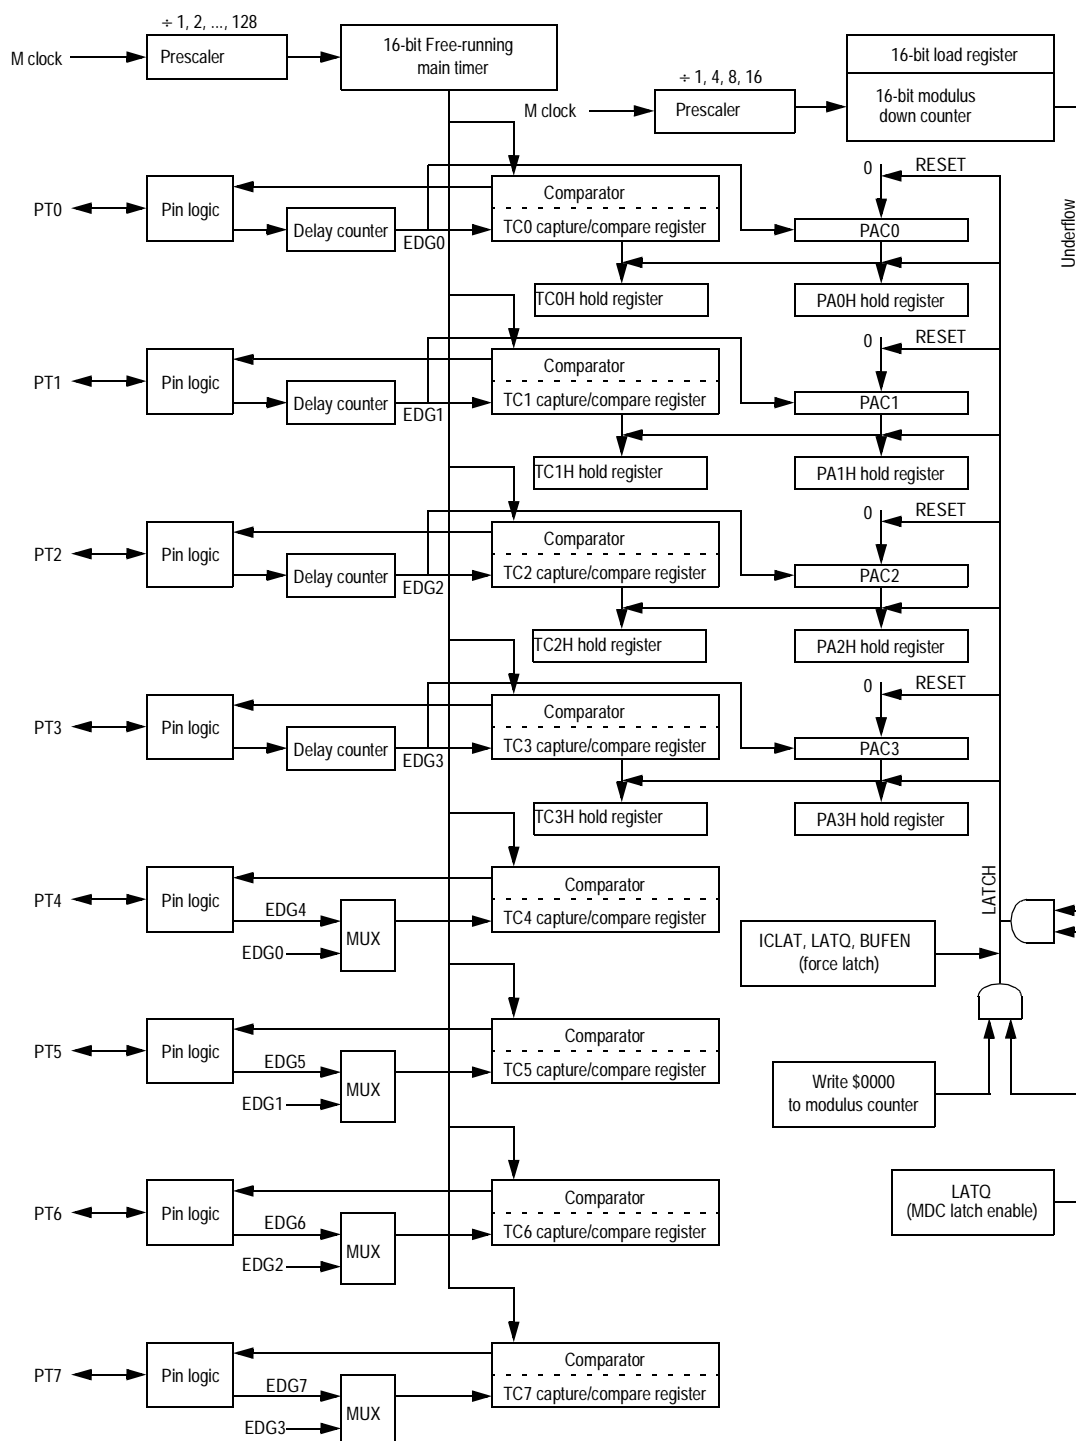 ÷ 1, 2, ..., 128
M clock
Prescaler
16-bit Free-running
main timer
÷ 1, 4, 8, 16
M clock
Prescaler
16-bit load register
16-bit modulus
down counter
Underflow
PT0
Pin logic
Delay counter
EDG0
Comparator
TC0 capture/compare register
TC0H hold register
0
RESET
PAC0
PA0H hold register
PT1
Pin logic
Delay counter
EDG1
Comparator
TC1 capture/compare register
TC1H hold register
0
RESET
PAC1
PA1H hold register
PT2
Pin logic
Delay counter
EDG2
Comparator
TC2 capture/compare register
TC2H hold register
0
RESET
PAC2
PA2H hold register
PT3
Pin logic
Delay counter
EDG3
Comparator
TC3 capture/compare register
TC3H hold register
0
RESET
PAC3
PA3H hold register
PT4
Pin logic
EDG4
EDG0
MUX
Comparator
TC4 capture/compare register
LATCH
ICLAT, LATQ, BUFEN
(force latch)
PT5
Pin logic
EDG5
EDG1
MUX
Comparator
TC5 capture/compare register
Write $0000
to modulus counter
PT6
Pin logic
EDG6
EDG2
MUX
Comparator
TC6 capture/compare register
LATQ
(MDC latch enable)
PT7
Pin logic
EDG7
EDG3
MUX
Comparator
TC7 capture/compare register